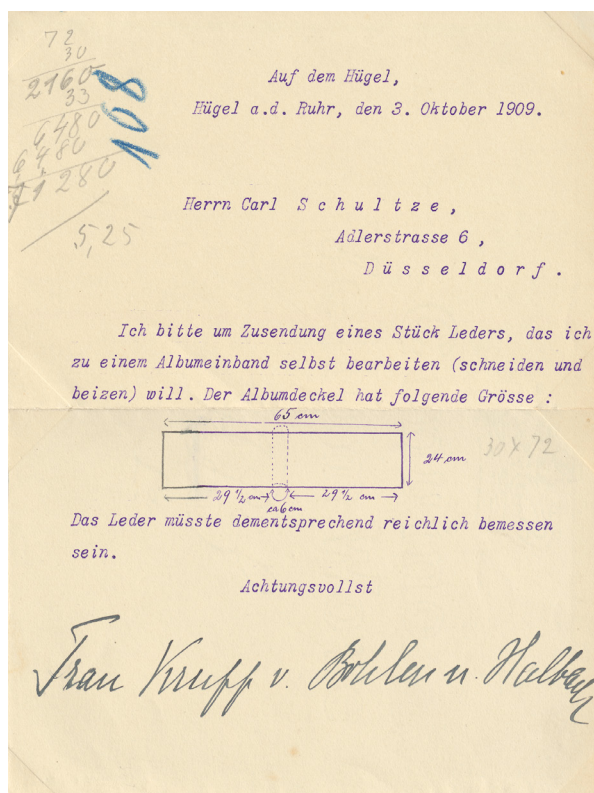 72
30
2160
33
6480
6480
71280
5,25
108
Auf dem Hügel,
Hügel a.d. Ruhr, den 3. Oktober 1909.
Herrn Carl Schultze,
Adlerstrasse 6,
Düsseldorf.
Ich bitte um Zusendung eines Stück Leders, das ich
zu einem Albumeinband selbst bearbeiten (schneiden und
beizen) will. Der Albumdeckel hat folgende Grösse :
65 cm
24 cm
30 x 72
29 1/2 cm
29 1/2 cm
ca 6 cm
Das Leder müsste dementsprechend reichlich bemessen
sein.
Achtungsvollst
Frau Krupp v. Bohlen u. Halbach